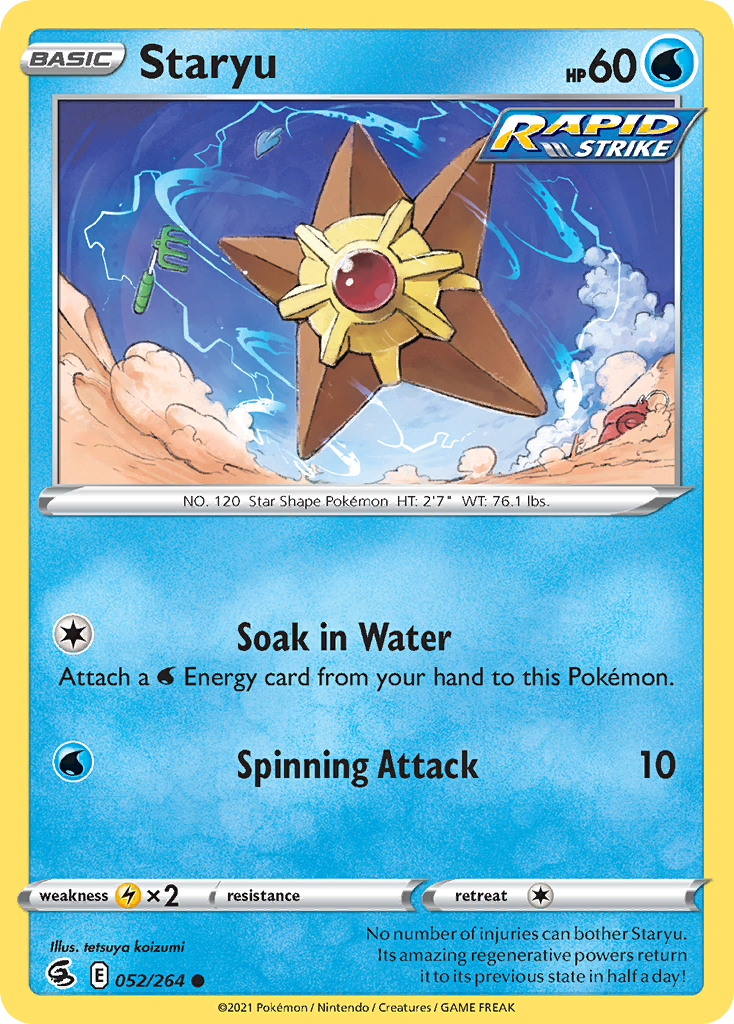 BASIC
Staryu
HP60
RAPID
STRIKE
NO. 120 Star Shape Pokémon HT: 2'7" WT: 76.1 lbs.
Soak in Water
Attach a Energy card from your hand to this Pokémon.
Spinning Attack 10
weakness ×2 resistance retreat
Illus. tetsuya koizumi
No number of injuries can bother Staryu.
Its amazing regenerative powers return
it to its previous state in half a day!
E 052/264
©2021 Pokémon / Nintendo / Creatures / GAME FREAK